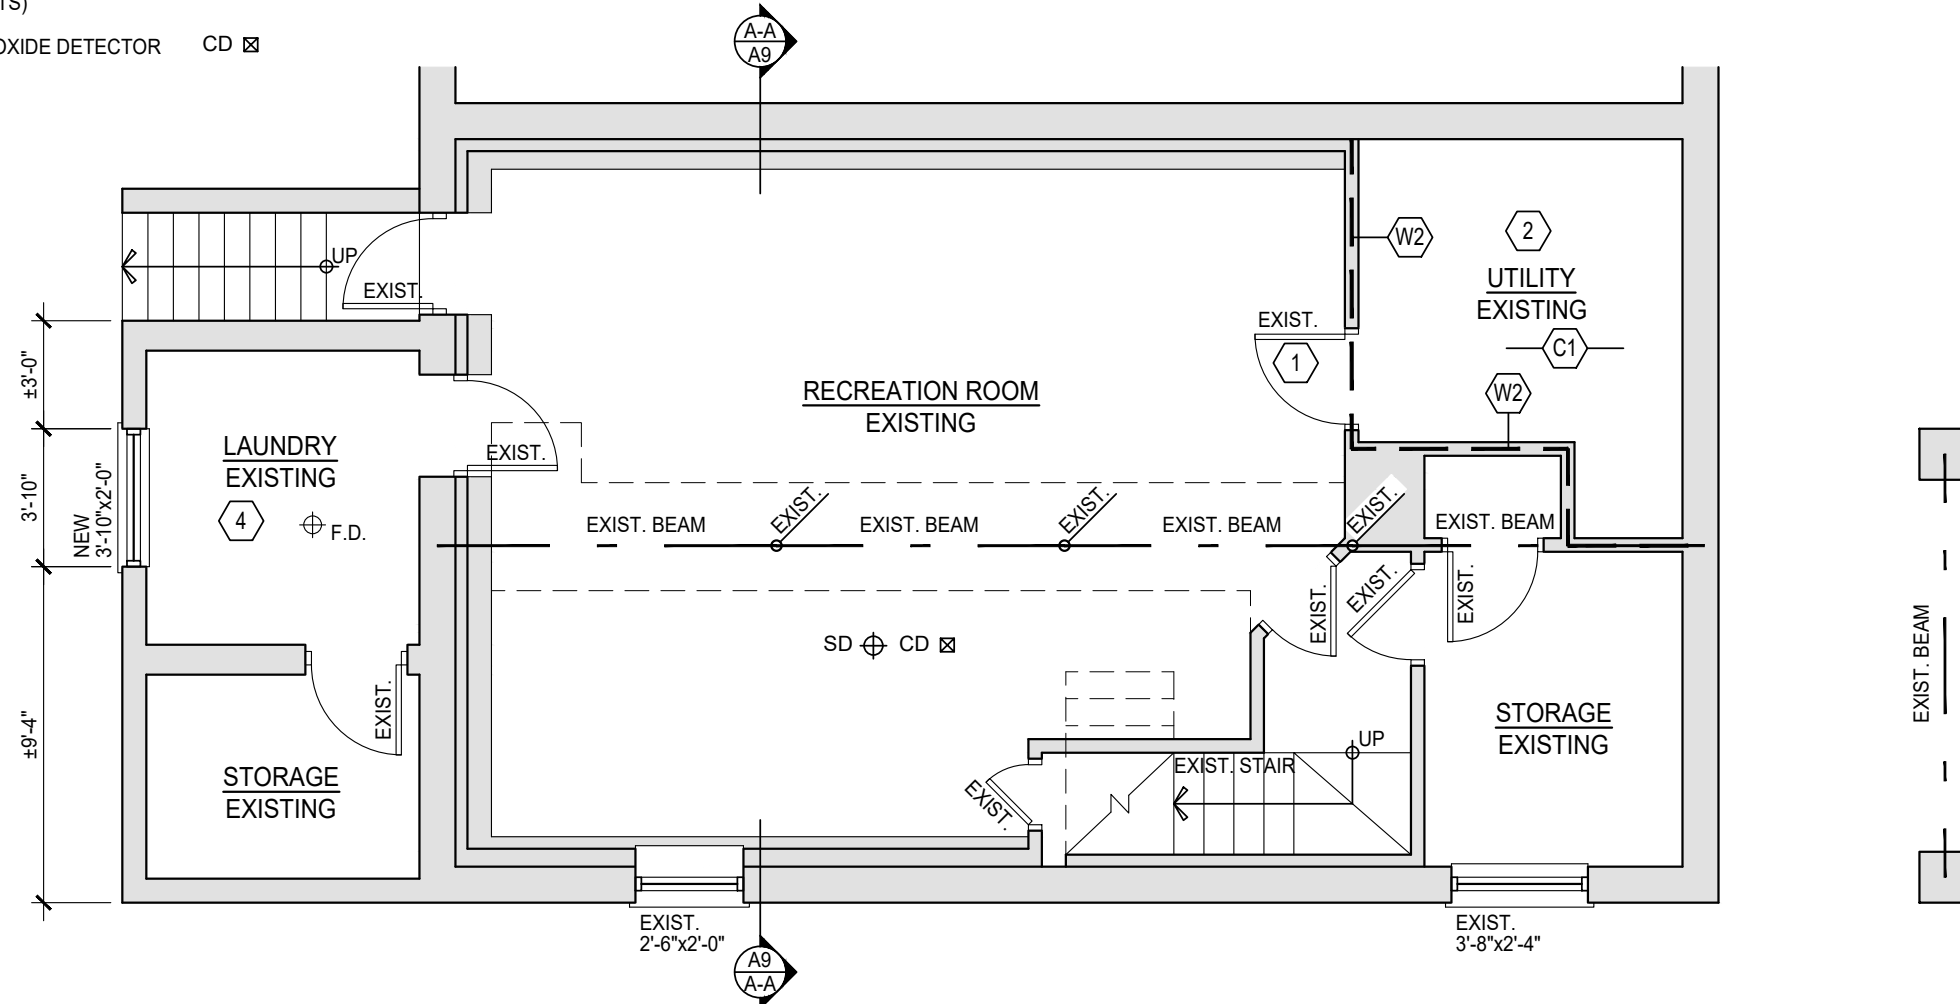 TS)
OXIDE DETECTOR CD
A-A
A9
UP
EXIST.
W2
2
UTILITY
EXISTING
EXIST.
1
C1
W2
±3'-0"
RECREATION ROOM
EXISTING
LAUNDRY
EXISTING
EXIST.
3'-10"
NEW
3'-10"x2'-0"
4
F.D.
EXIST. BEAM
EXIST.
EXIST. BEAM
EXIST.
EXIST. BEAM
EXIST.
EXIST. BEAM
EXIST.
EXIST.
EXIST.
SD CD
EXIST. BEAM
±9'-4"
EXIST.
STORAGE
EXISTING
UP
EXIST. STAIR
STORAGE
EXISTING
EXIST.
EXIST.
2'-6"x2'-0"
EXIST.
3'-8"x2'-4"
A9
A-A